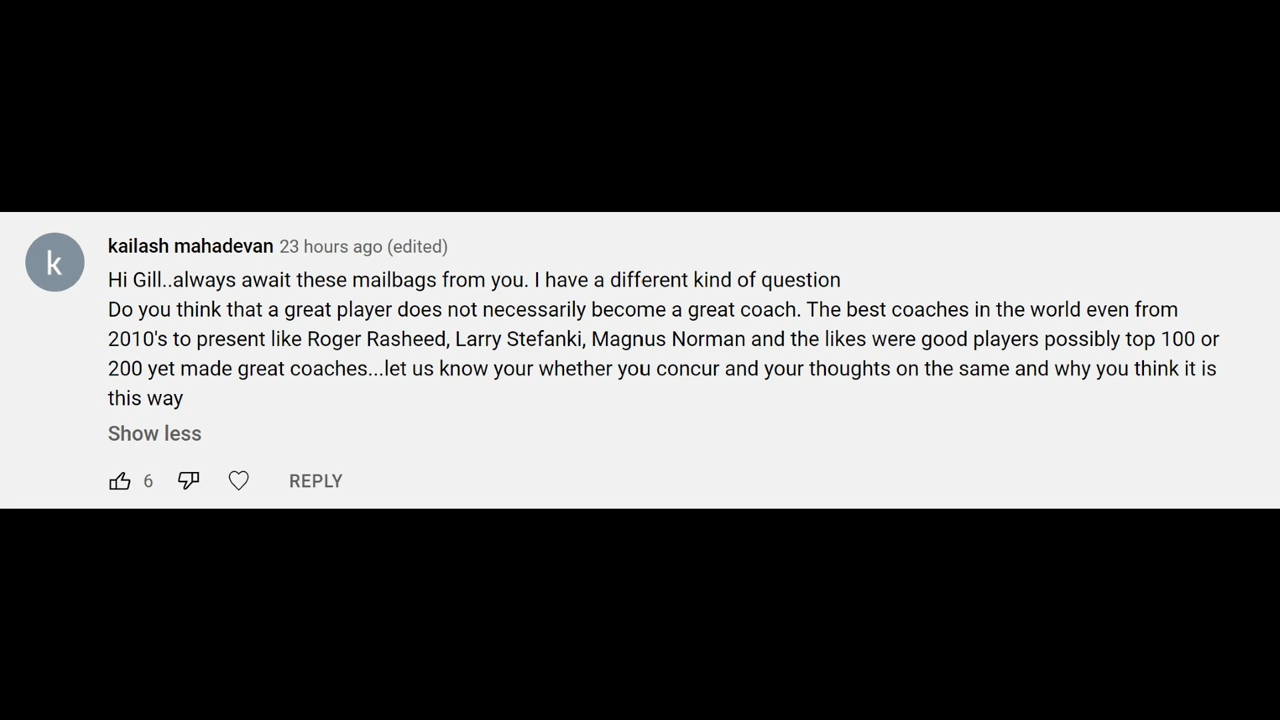 k
kailash mahadevan 23 hours ago (edited)
Hi Gill..always await these mailbags from you. I have a different kind of question
Do you think that a great player does not necessarily become a great coach. The best coaches in the world even from
2010's to present like Roger Rasheed, Larry Stefanki, Magnus Norman and the likes were good players possibly top 100 or
200 yet made great coaches...let us know your whether you concur and your thoughts on the same and why you think it is
this way
Show less
6 REPLY